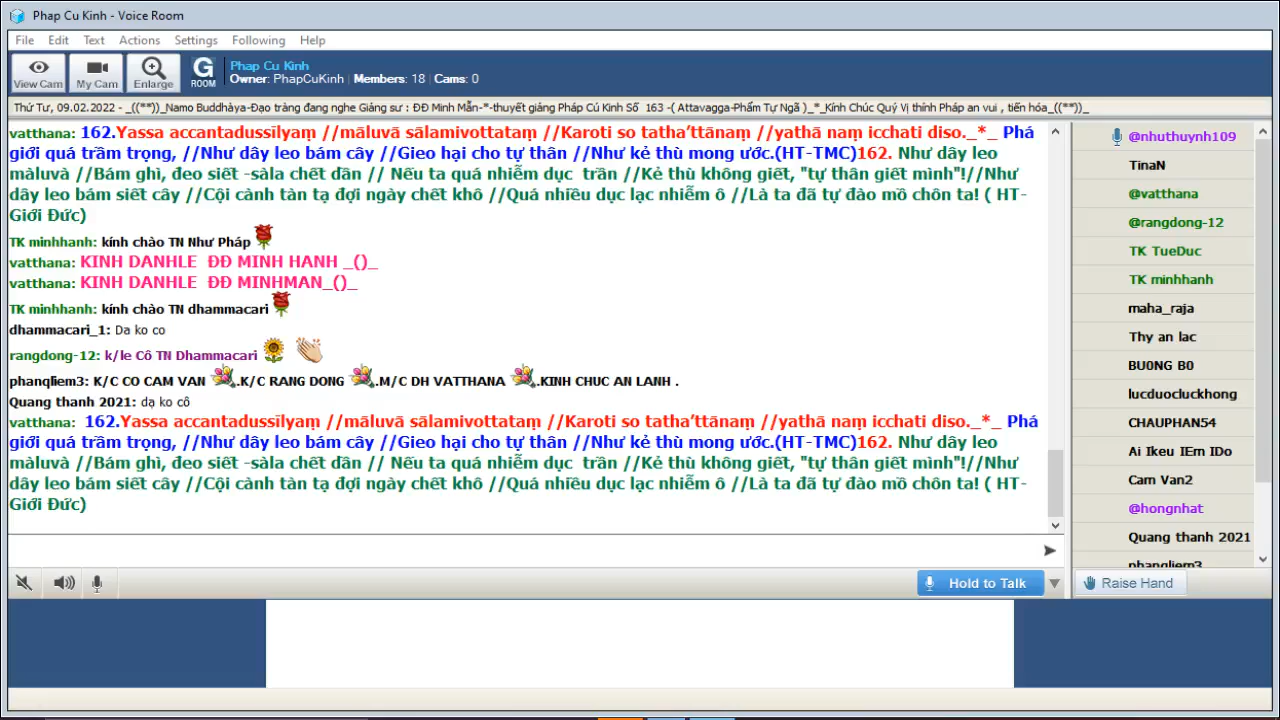 Phap Cu Kinh - Voice Room
File Edit Text Actions Settings Following Help
View Cam
My Cam
Enlarge
G
ROOM
Phap Cu Kinh
Owner: PhapCuKinh Members: 18 Cams: 0
Thứ Tư, 09.02.2022 - _((**))_Namo Buddhàya-Đạo tràng đang nghe Giảng sư : ĐĐ Minh Mẫn-*-thuyết giảng Pháp Cú Kinh Số 163 -( Attavagga-Phẩm Tự Ngã )_*_Kính Chúc Quý Vị thính Pháp an vui , tiến hóa_((**))_
vatthana: 162.Yassa accantadussīlyaṃ //māluvā sālamivottataṃ //Karoti so tatha’ttānaṃ //yathā naṃ icchati diso._*_ Phá
giới quá trầm trọng, //Như dây leo bám cây //Gieo hại cho tự thân //Như kẻ thù mong ước.(HT-TMC)162. Như dây leo
màluvà //Bám ghì, đeo siết -sàla chết dần // Nếu ta quá nhiễm dục trần //Kẻ thù không giết, "tự thân giết mình"!//Như
dây leo bám siết cây //Cội cành tàn tạ đợi ngày chết khô //Quá nhiều dục lạc nhiễm ô //Là ta đã tự đào mồ chôn ta! ( HT-
Giới Đức)
TK minhhanh: kính chào TN Như Pháp
vatthana: KINH DANHLE ĐĐ MINH HANH _()_
vatthana: KINH DANHLE ĐĐ MINHMAN_()_
TK minhhanh: kính chào TN dhammacari
dhammacari_1: Da ko co
rangdong-12: k/le Cô TN Dhammacari
phanqliem3: K/C CO CAM VAN .K/C RANG DONG .M/C DH VATTHANA .KINH CHUC AN LANH .
Quang thanh 2021: dạ ko cô
vatthana: 162.Yassa accantadussīlyaṃ //māluvā sālamivottataṃ //Karoti so tatha’ttānaṃ //yathā naṃ icchati diso._*_ Phá
giới quá trầm trọng, //Như dây leo bám cây //Gieo hại cho tự thân //Như kẻ thù mong ước.(HT-TMC)162. Như dây leo
màluvà //Bám ghì, đeo siết -sàla chết dần // Nếu ta quá nhiễm dục trần //Kẻ thù không giết, "tự thân giết mình"!//Như
dây leo bám siết cây //Cội cành tàn tạ đợi ngày chết khô //Quá nhiều dục lạc nhiễm ô //Là ta đã tự đào mồ chôn ta! ( HT-
Giới Đức)
@nhuthuynh109
TinaN
@vatthana
@rangdong-12
TK TueDuc
TK minhhanh
maha_raja
Thy an lac
BU0NG B0
lucduocluckhong
CHAUPHAN54
Ai Ikeu IEm IDo
Cam Van2
@hongnhat
Quang thanh 2021
phanqliem3
Hold to Talk
Raise Hand